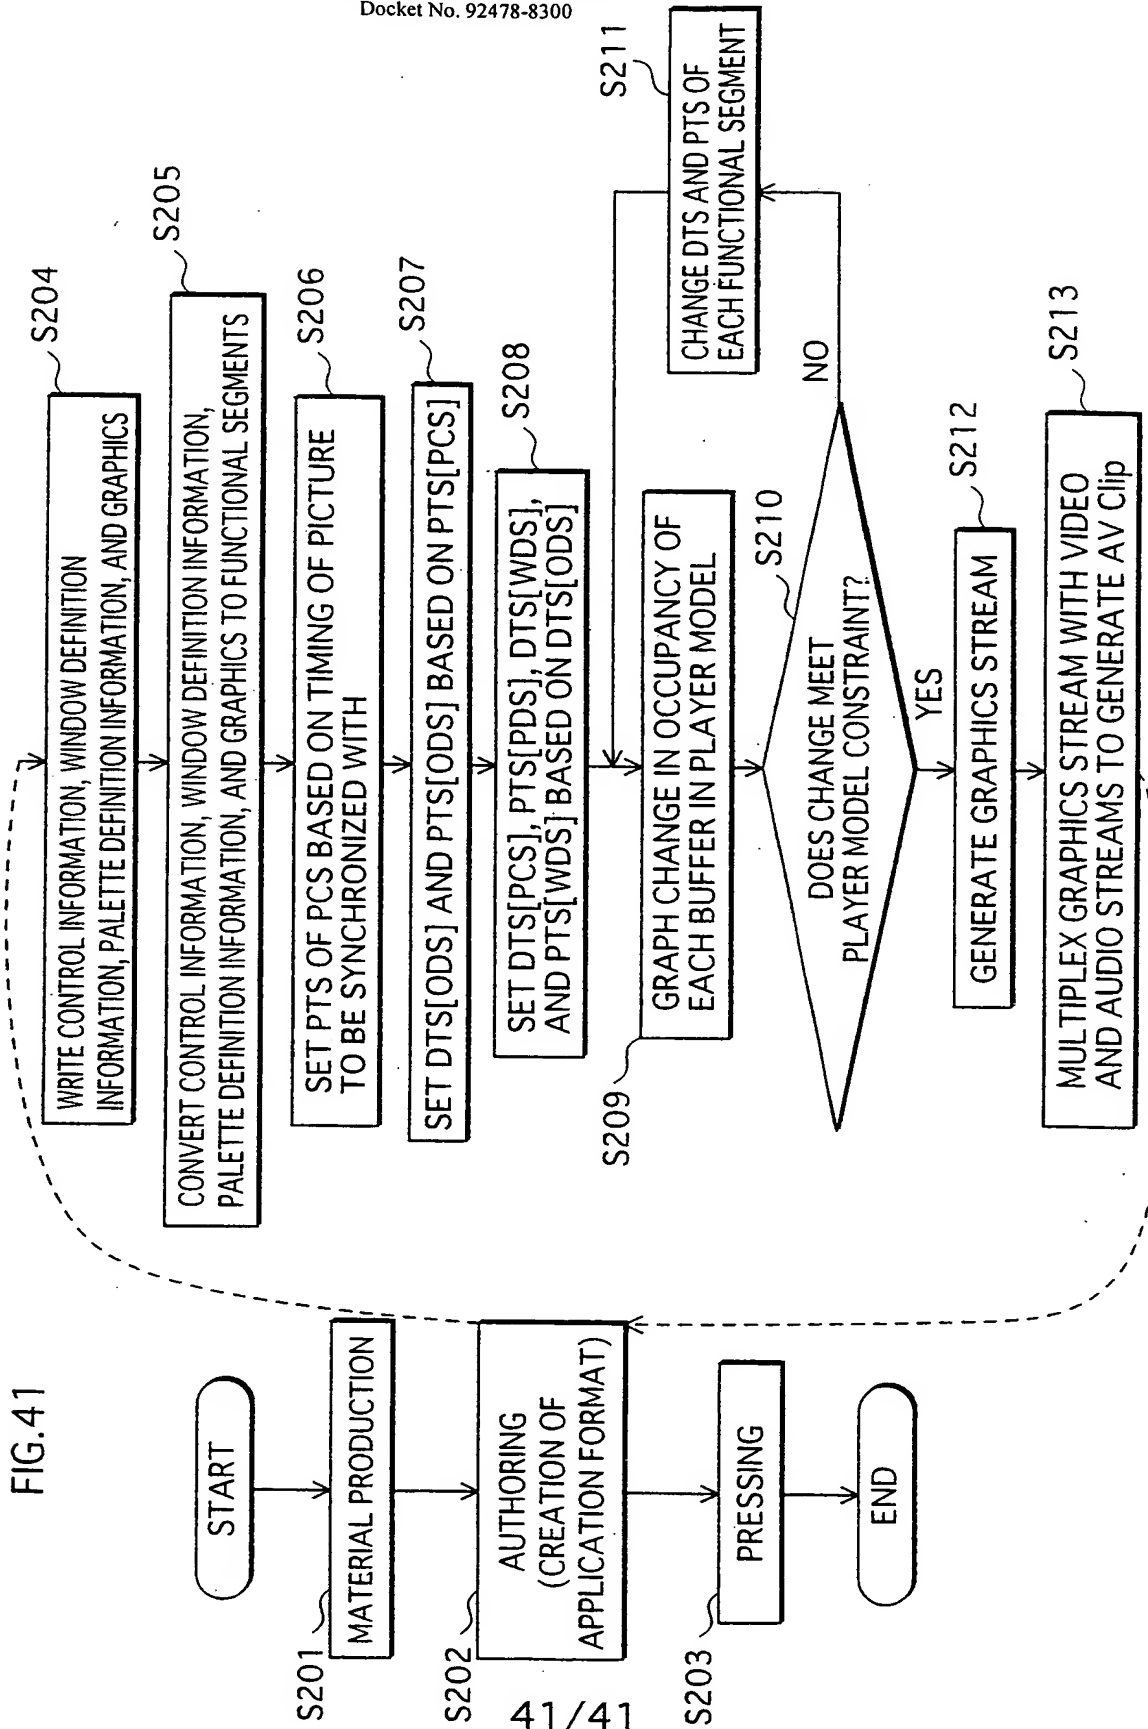 Docket No. 92478-8300
FIG.41
START
S201
MATERIAL PRODUCTION
S202
AUTHORING
(CREATION OF
APPLICATION FORMAT)
S203
PRESSING
END
S204
WRITE CONTROL INFORMATION, WINDOW DEFINITION
INFORMATION, PALETTE DEFINITION INFORMATION, AND GRAPHICS
S205
CONVERT CONTROL INFORMATION, WINDOW DEFINITION INFORMATION,
PALETTE DEFINITION INFORMATION, AND GRAPHICS TO FUNCTIONAL SEGMENTS
S206
SET PTS OF PCS BASED ON TIMING OF PICTURE
TO BE SYNCHRONIZED WITH
S207
SET DTS[ODS] AND PTS[ODS] BASED ON PTS[PCS]
S208
SET DTS[PCS], PTS[PDS], DTS[WDS],
AND PTS[WDS] BASED ON DTS[ODS]
S209
GRAPH CHANGE IN OCCUPANCY OF
EACH BUFFER IN PLAYER MODEL
S210
DOES CHANGE MEET
PLAYER MODEL CONSTRAINT?
NO
S211
CHANGE DTS AND PTS OF
EACH FUNCTIONAL SEGMENT
YES
S212
GENERATE GRAPHICS STREAM
S213
MULTIPLEX GRAPHICS STREAM WITH VIDEO
AND AUDIO STREAMS TO GENERATE AV Clip
41/41